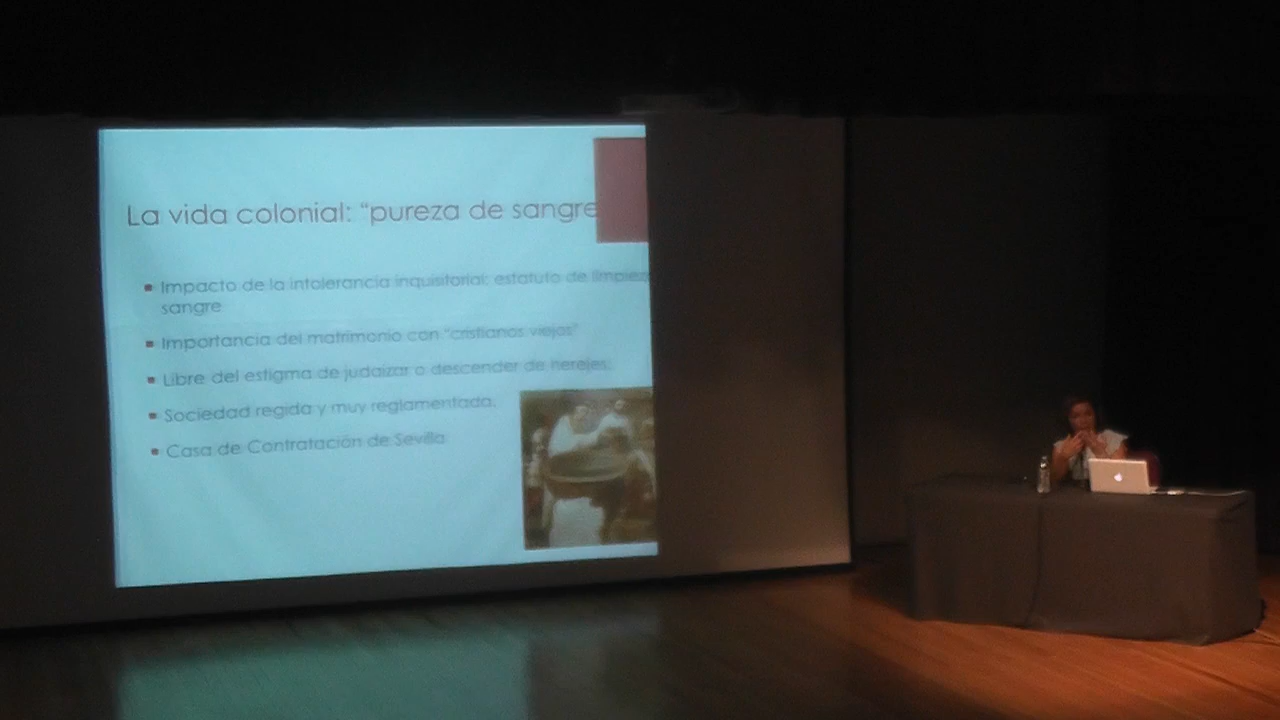 La vida colonial: “pureza de sangre
Impacto de la intolerancia inquisitorial: estatuto de limpiez
sangre
Importancia del matrimonio con “cristianos viejos”
Libre del estigma de judaizar o descender de herejes.
Sociedad regida y muy reglamentada.
Casa de Contratación de Sevilla